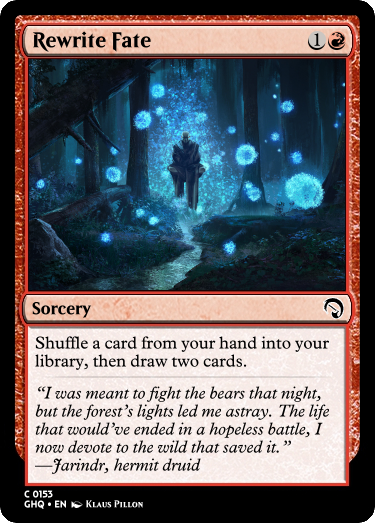 Rewrite Fate 1
Sorcery
Shuffle a card from your hand into your
library, then draw two cards.
“I was meant to fight the bears that night,
but the forest’s lights led me astray. The life
that would’ve ended in a hopeless battle, I
now devote to the wild that saved it.”
—Jarindr, hermit druid
C 0153
GHQ • EN Klaus Pillon